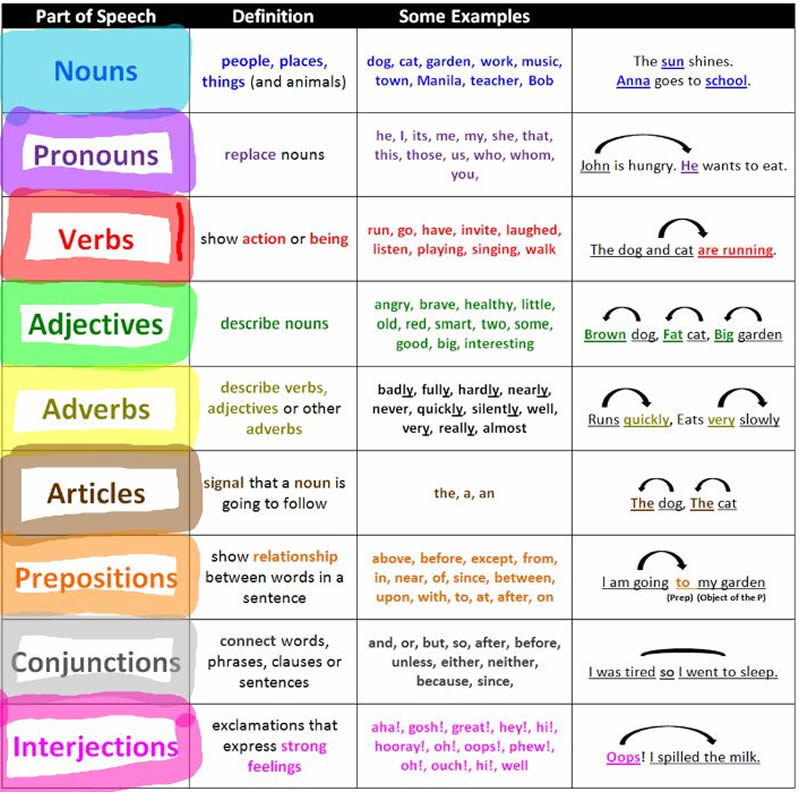 Part of Speech Definition Some Examples
Nouns
people, places,
things (and animals)
dog, cat, garden, work, music,
town, Manila, teacher, Bob
The sun shines.
Anna goes to school.
Pronouns
replace nouns
he, I, its, me, my, she, that,
this, those, us, who, whom,
you,
John is hungry. He wants to eat.
Verbs
show action or being
run, go, have, invite, laughed,
listen, playing, singing, walk
The dog and cat are running.
Adjectives
describe nouns
angry, brave, healthy, little,
old, red, smart, two, some,
good, big, interesting
Brown dog, Fat cat, Big garden
Adverbs
describe verbs,
adjectives or other
adverbs
badly, fully, hardly, nearly,
never, quickly, silently, well,
very, really, almost
Runs quickly, Eats very slowly
Articles
signal that a noun is
going to follow
the, a, an
The dog, The cat
Prepositions
show relationship
between words in a
sentence
above, before, except, from,
in, near, of, since, between,
upon, with, to, at, after, on
I am going to my garden
(Prep) (Object of the P)
Conjunctions
connect words,
phrases, clauses or
sentences
and, or, but, so, after, before,
unless, either, neither,
because, since,
I was tired so I went to sleep.
Interjections
exclamations that
express strong
feelings
aha!, gosh!, great!, hey!, hi!,
hooray!, oh!, oops!, phew!,
oh!, ouch!, hi!, well
Oops! I spilled the milk.